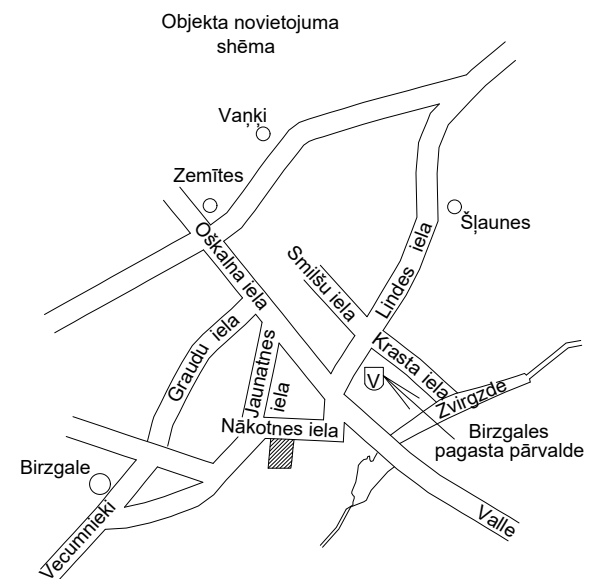 Objekta novietojuma
shēma
Vaņķi
Zemītes
Šļaunes
Oškalna iela
Smilšu iela
Lindes iela
Graudu iela
Jaunatnes
iela
Krasta iela
V
Zvirgzde
Nākotnes iela
Birzgales
pagasta pārvalde
Birzgale
Valle
Vecumnieki